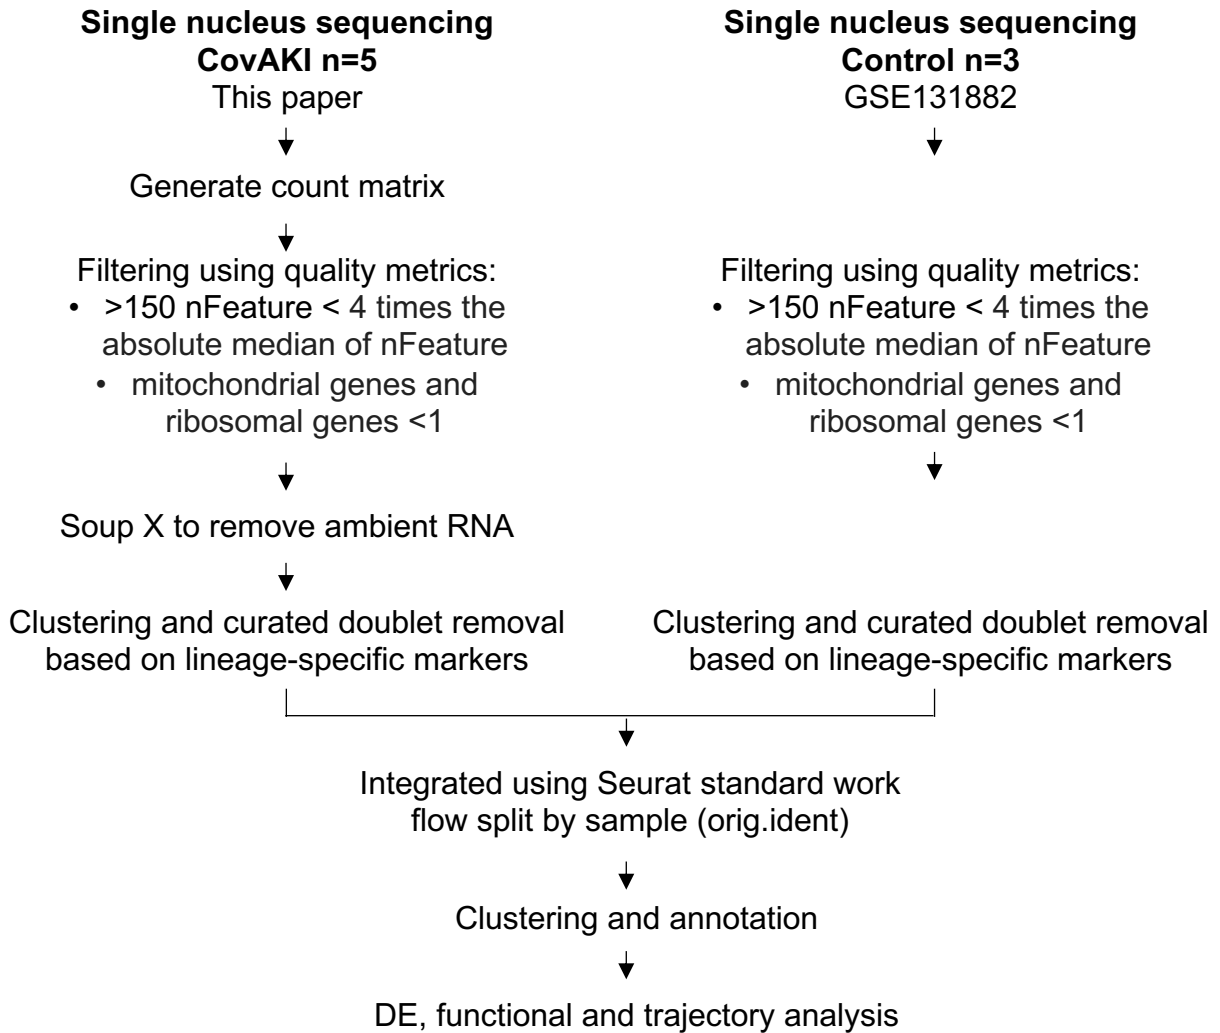 Single nucleus sequencing
CovAKI n=5
This paper
Generate count matrix
Filtering using quality metrics:
• >150 nFeature < 4 times the
absolute median of nFeature
• mitochondrial genes and
ribosomal genes <1
Soup X to remove ambient RNA
Clustering and curated doublet removal
based on lineage-specific markers
Single nucleus sequencing
Control n=3
GSE131882
Filtering using quality metrics:
• >150 nFeature < 4 times the
absolute median of nFeature
• mitochondrial genes and
ribosomal genes <1
Clustering and curated doublet removal
based on lineage-specific markers
Integrated using Seurat standard work
flow split by sample (orig.ident)
Clustering and annotation
DE, functional and trajectory analysis